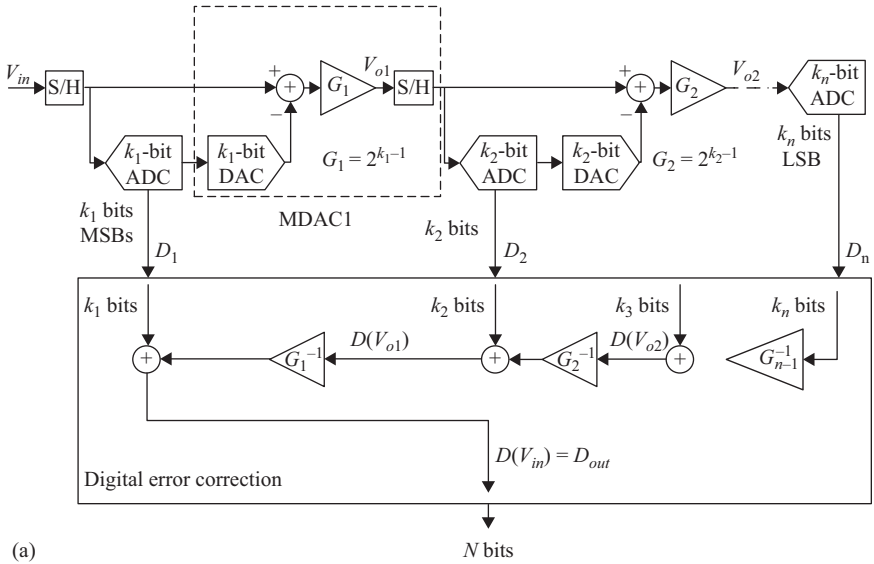 V_in
S/H
+
+
−
G_1
V_o1
S/H
+
+
−
G_2
V_o2
k_n-bit
ADC
k_1-bit
ADC
k_1-bit
DAC
G_1 = 2^{k_1–1}
k_2-bit
ADC
k_2-bit
DAC
G_2 = 2^{k_2–1}
k_n bits
LSB
k_1 bits
MSBs
MDAC1
k_2 bits
D_1
D_2
D_n
k_1 bits
k_2 bits
k_3 bits
k_n bits
+
G_1^{–1}
D(V_o1)
+
G_2^{–1}
D(V_o2)
+
G_{n–1}^{–1}
D(V_in) = D_out
Digital error correction
(a)
N bits